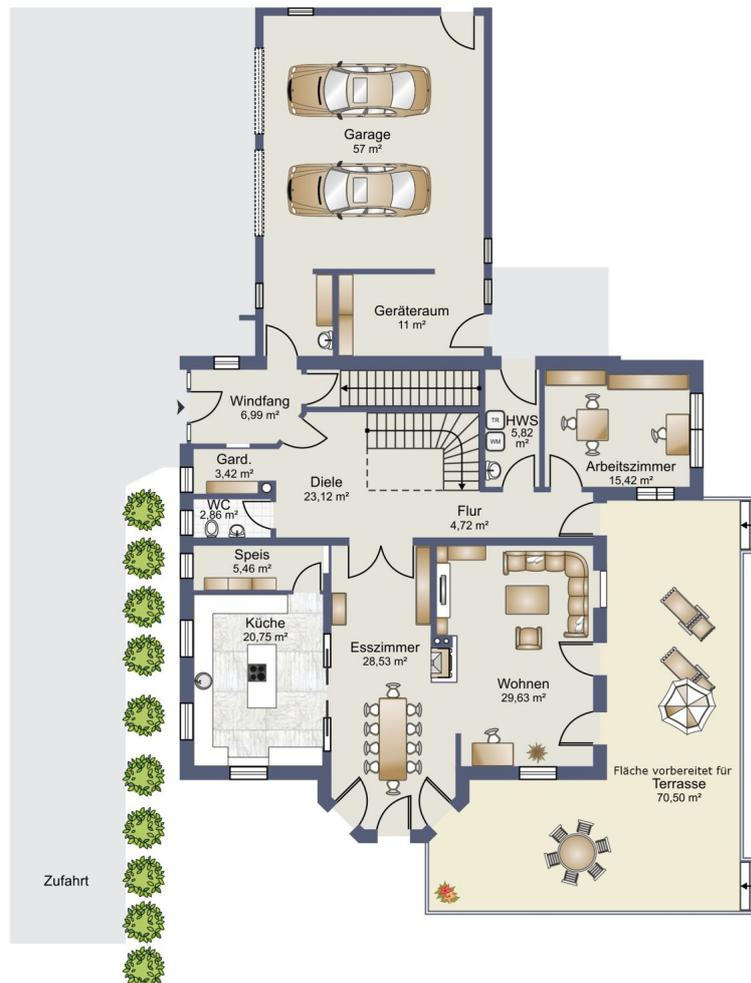 Garage
57 m²
Geräteraum
11 m²
Windfang
6,99 m²
HWS
5,82
m²
TR
WM
Arbeitszimmer
15,42 m²
Gard.
3,42 m²
Diele
23,12 m²
WC
2,86 m²
Flur
4,72 m²
Speis
5,46 m²
Küche
20,75 m²
Esszimmer
28,53 m²
Wohnen
29,63 m²
Fläche vorbereitet für
Terrasse
70,50 m²
Zufahrt